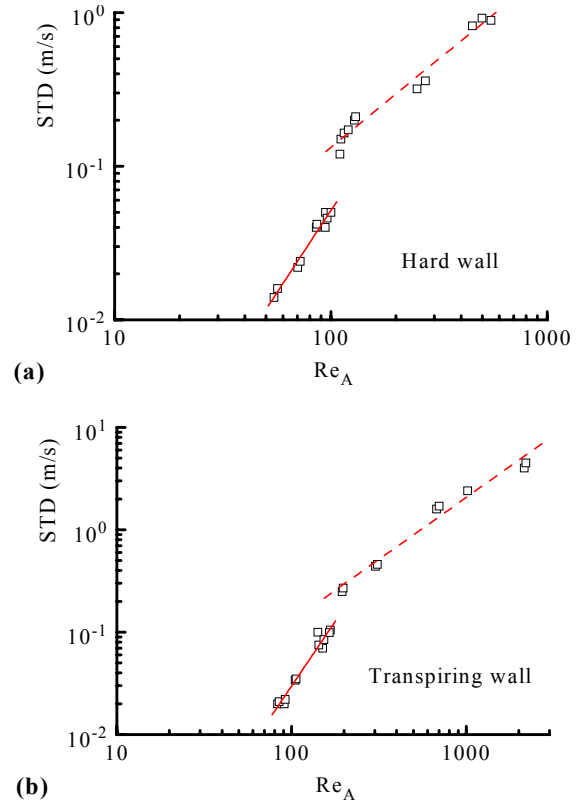 10^0
STD (m/s)
10^-1
Hard wall
10^-2
10 100 1000
(a) Re_A
10^1
STD (m/s)
10^0
10^-1
Transpiring wall
10^-2
10 100 1000
(b) Re_A